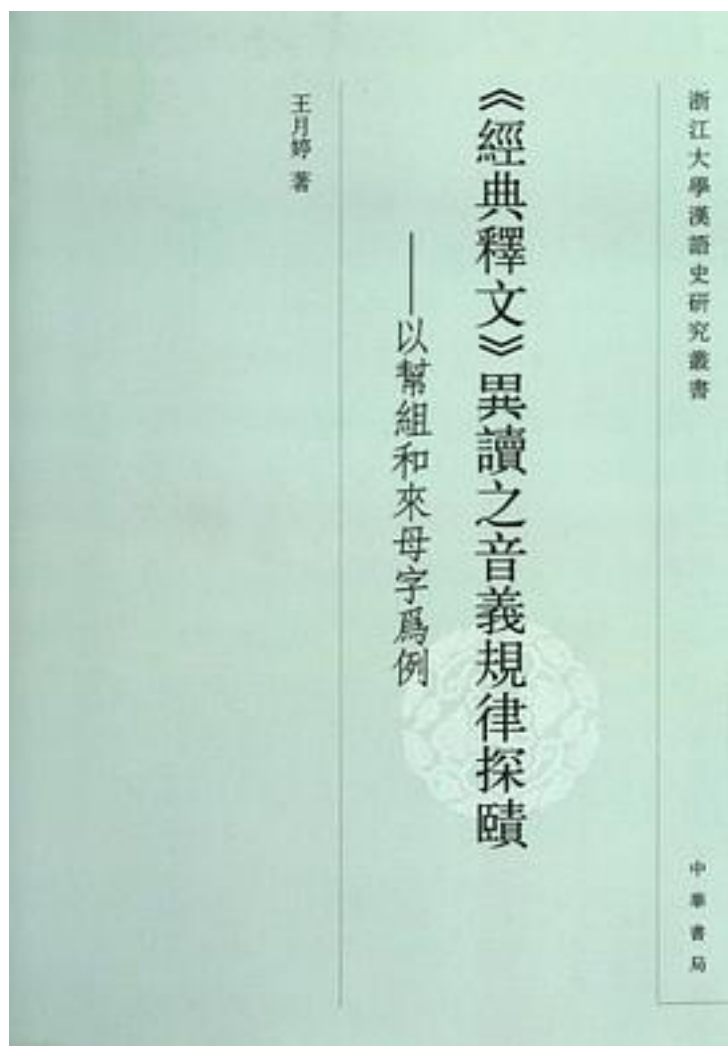 浙江大學漢語史研究叢書
中華書局
《經典釋文》異讀之音義規律探賾
——以幫組和來母字爲例
王月婷 著